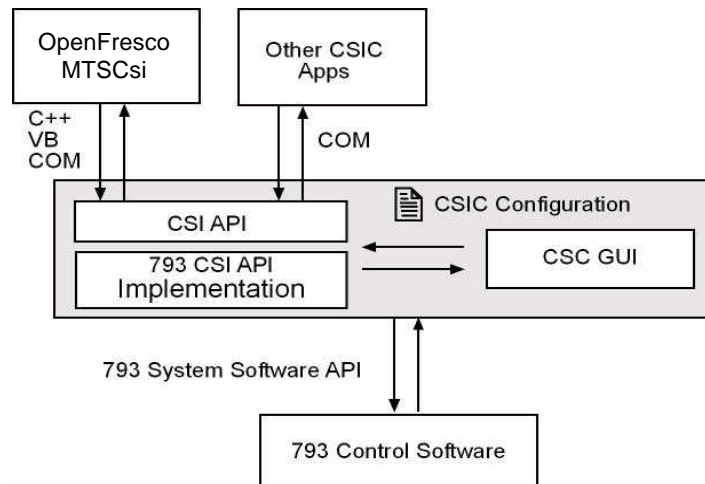 OpenFresco
MTSCsi
Other CSIC
Apps
C++
VB
COM
COM
CSIC Configuration
CSI API
793 CSI API
Implementation
CSC GUI
793 System Software API
793 Control Software